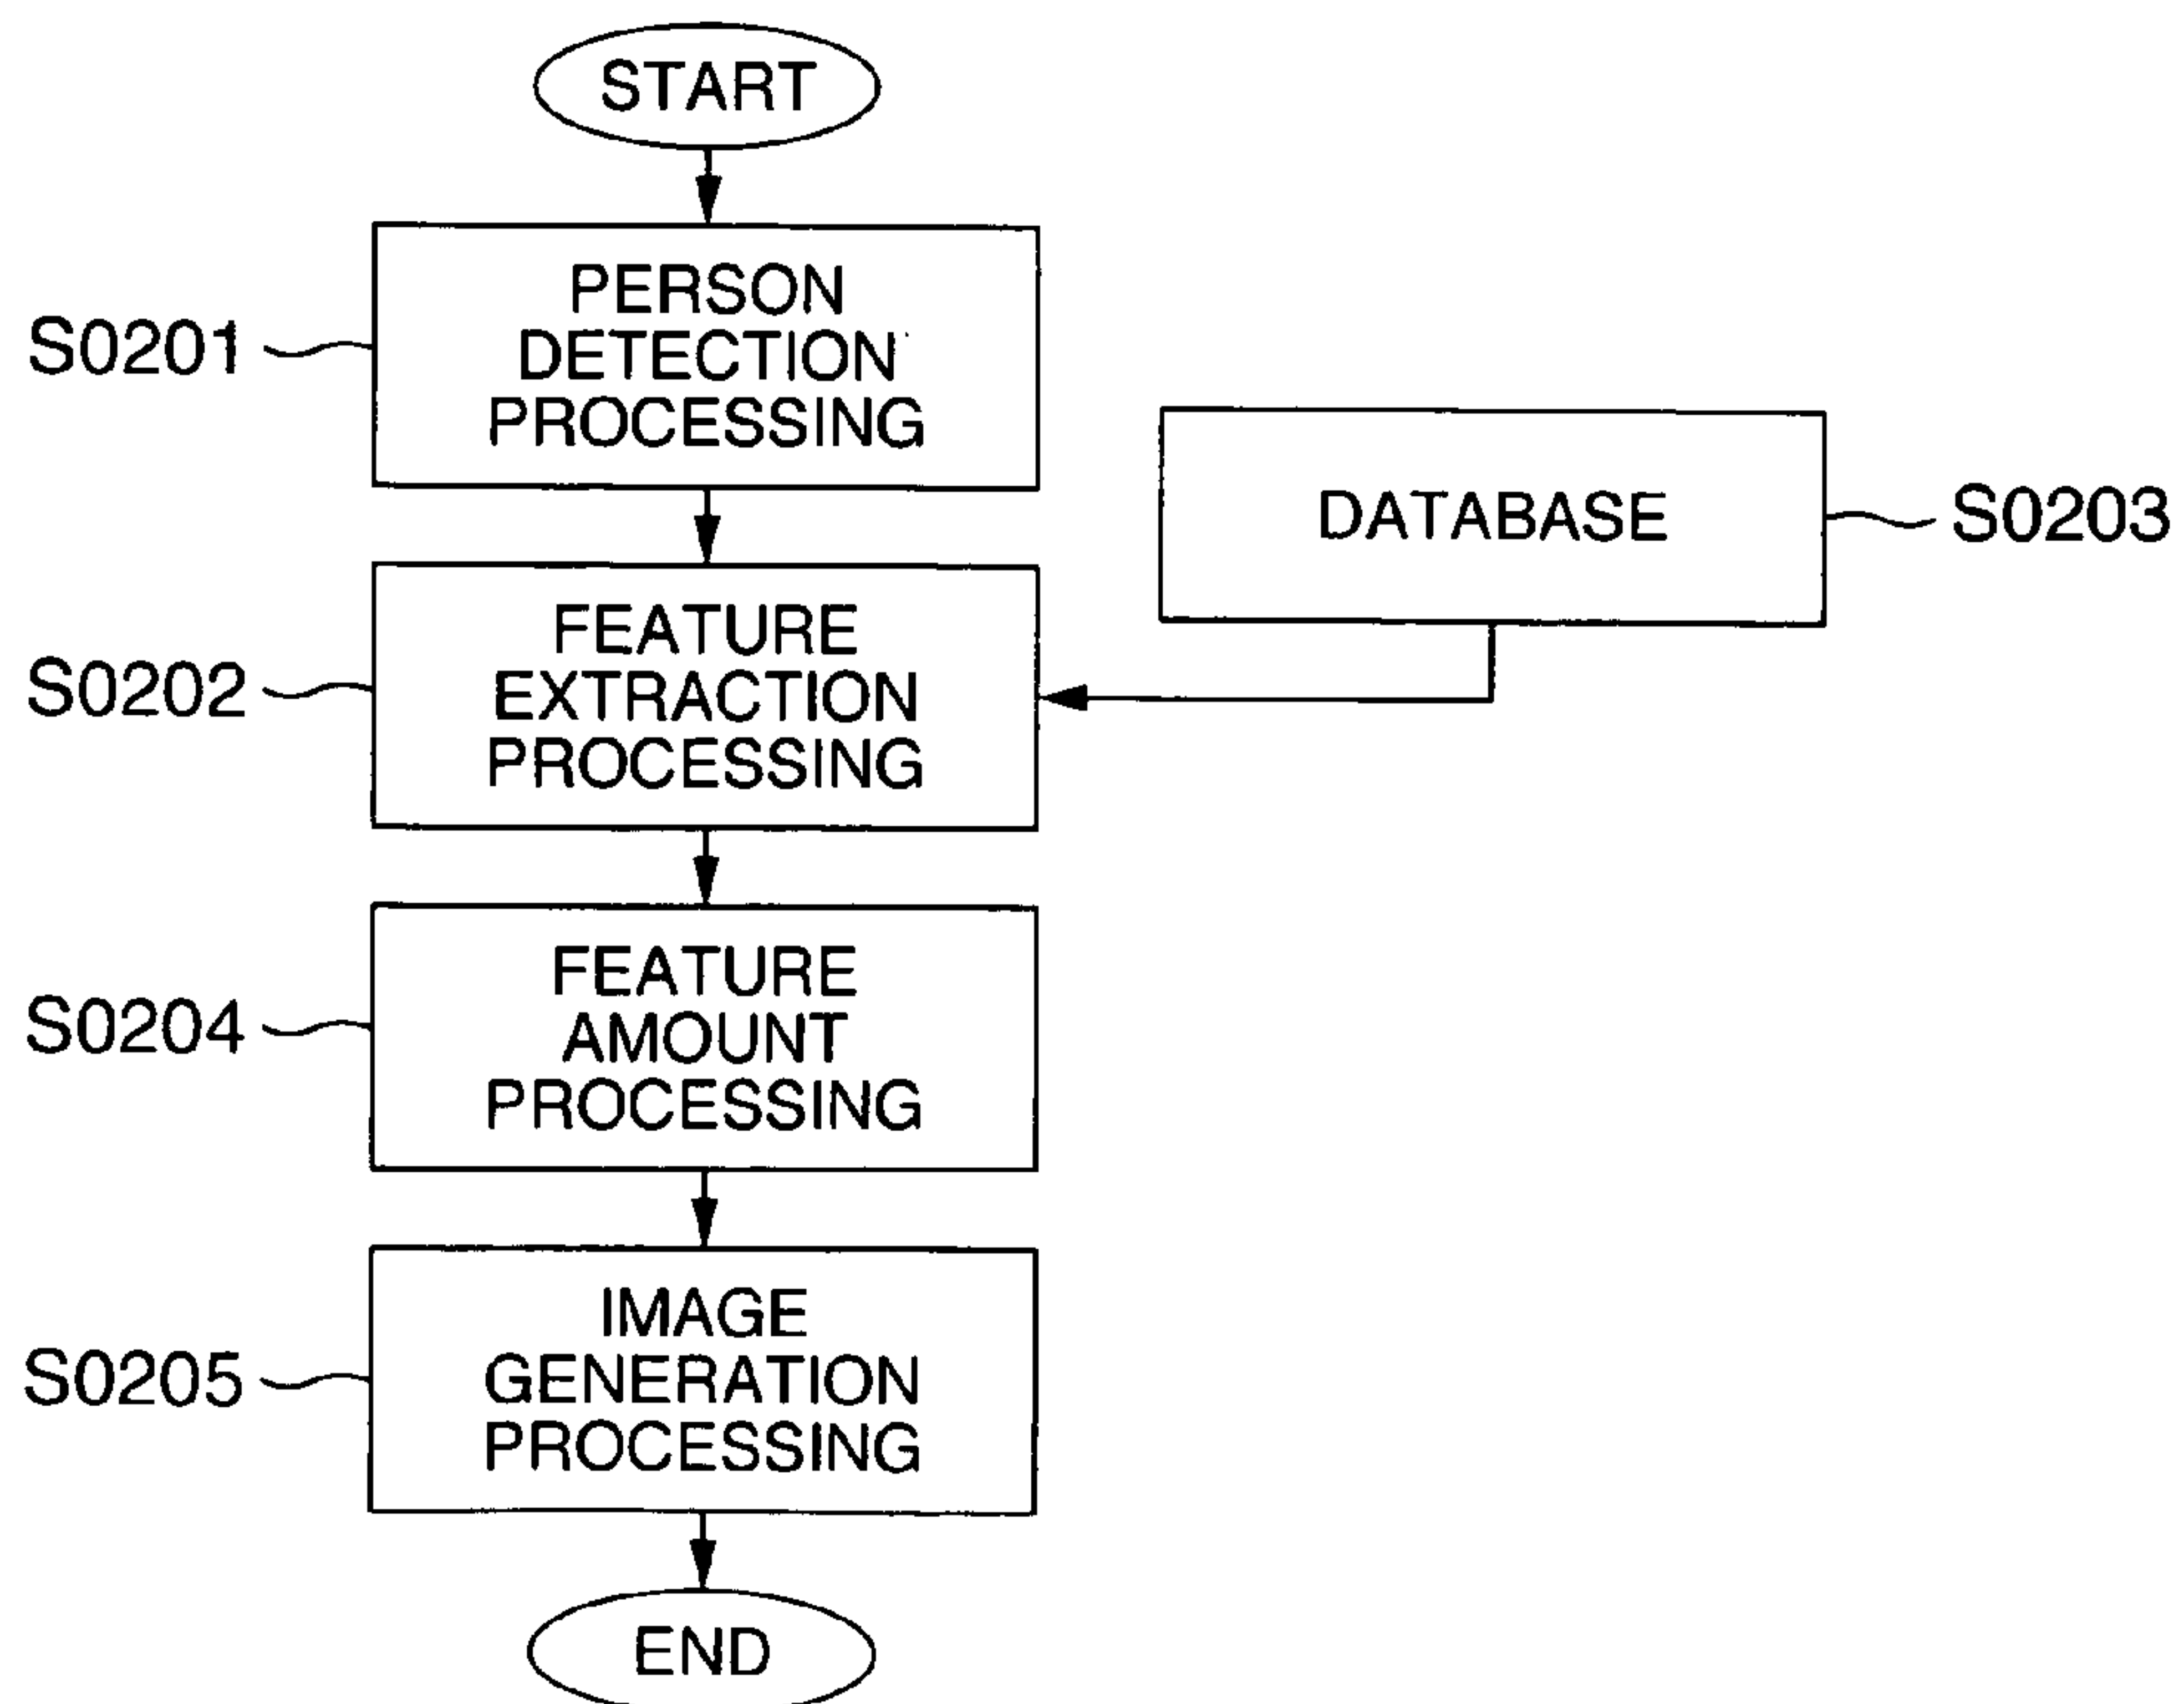 START
S0201
PERSON
DETECTION
PROCESSING
DATABASE
S0203
S0202
FEATURE
EXTRACTION
PROCESSING
S0204
FEATURE
AMOUNT
PROCESSING
S0205
IMAGE
GENERATION
PROCESSING
END